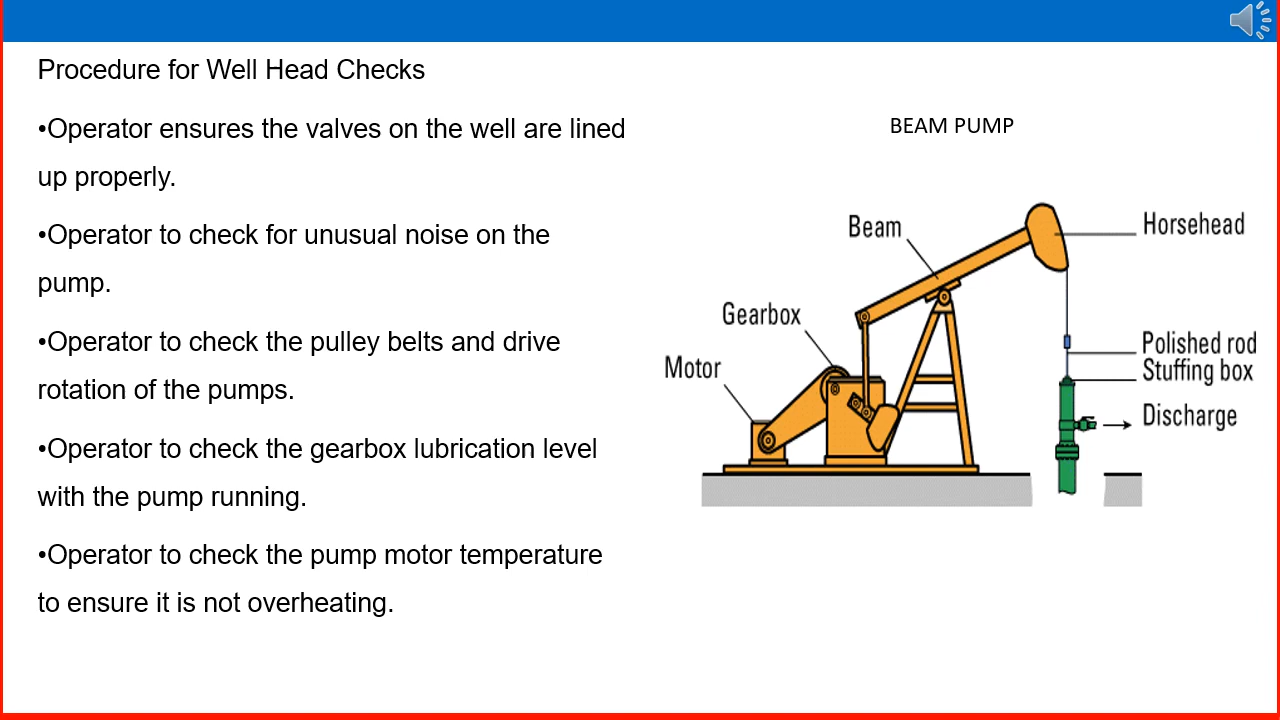 Procedure for Well Head Checks
•Operator ensures the valves on the well are lined
up properly.
•Operator to check for unusual noise on the
pump.
•Operator to check the pulley belts and drive
rotation of the pumps.
•Operator to check the gearbox lubrication level
with the pump running.
•Operator to check the pump motor temperature
to ensure it is not overheating.
BEAM PUMP
Beam
Horsehead
Gearbox
Motor
Polished rod
Stuffing box
Discharge